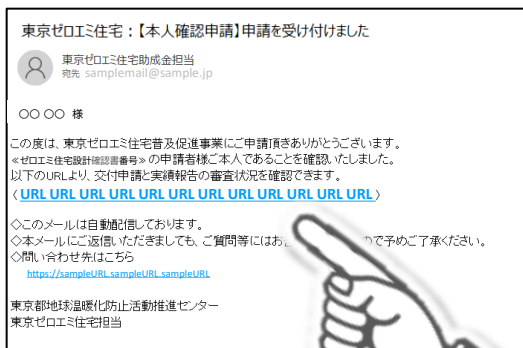 東京ゼロエミ住宅：【本人確認申請】申請を受け付けました
東京ゼロエミ住宅助成金担当
宛先 samplemail@sample.jp
〇〇 〇〇 様
この度は、東京ゼロエミ住宅普及促進事業にご申請頂きありがとうございます。
≪ゼロエミ住宅設計確認書番号≫の申請者様ご本人であることを確認いたしました。
以下のURLより、交付申請と実績報告の審査状況を確認できます。
〈URL URL URL URL URL URL URL URL URL URL URL URL〉
◇このメールは自動配信しております。
◇本メールにご返信いただきましても、ご質問等にはお ので予めご了承ください。
◇問い合わせ先はこちら
https://sampleURL.sampleURL.sampleURL
東京都地球温暖化防止活動推進センター
東京ゼロエミ住宅担当